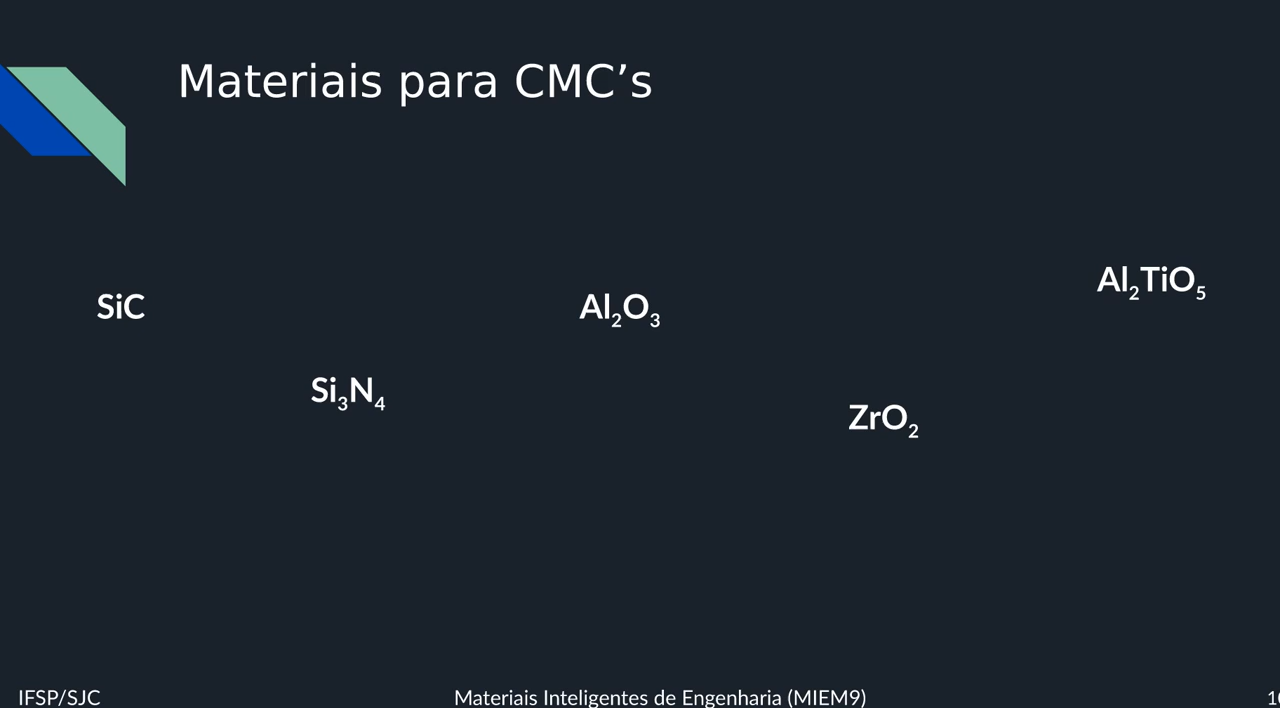 Materiais para CMC’s
Al₂TiO₅
SiC
Al₂O₃
Si₃N₄
ZrO₂
IFSP/SJC
Materiais Inteligentes de Engenharia (MIEM9)